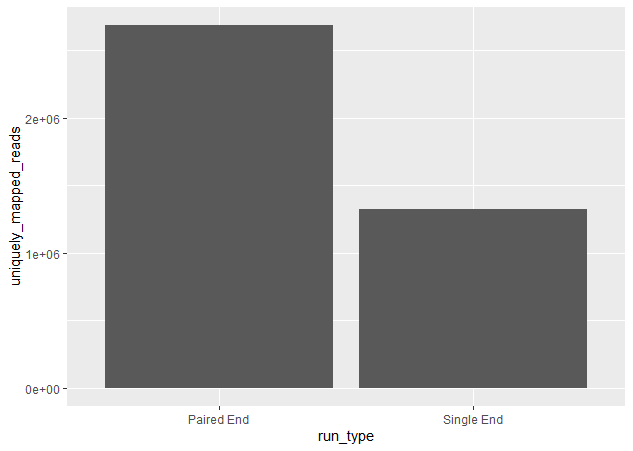 uniquely_mapped_reads
2e+06
1e+06
0e+00
Paired End
Single End
run_type